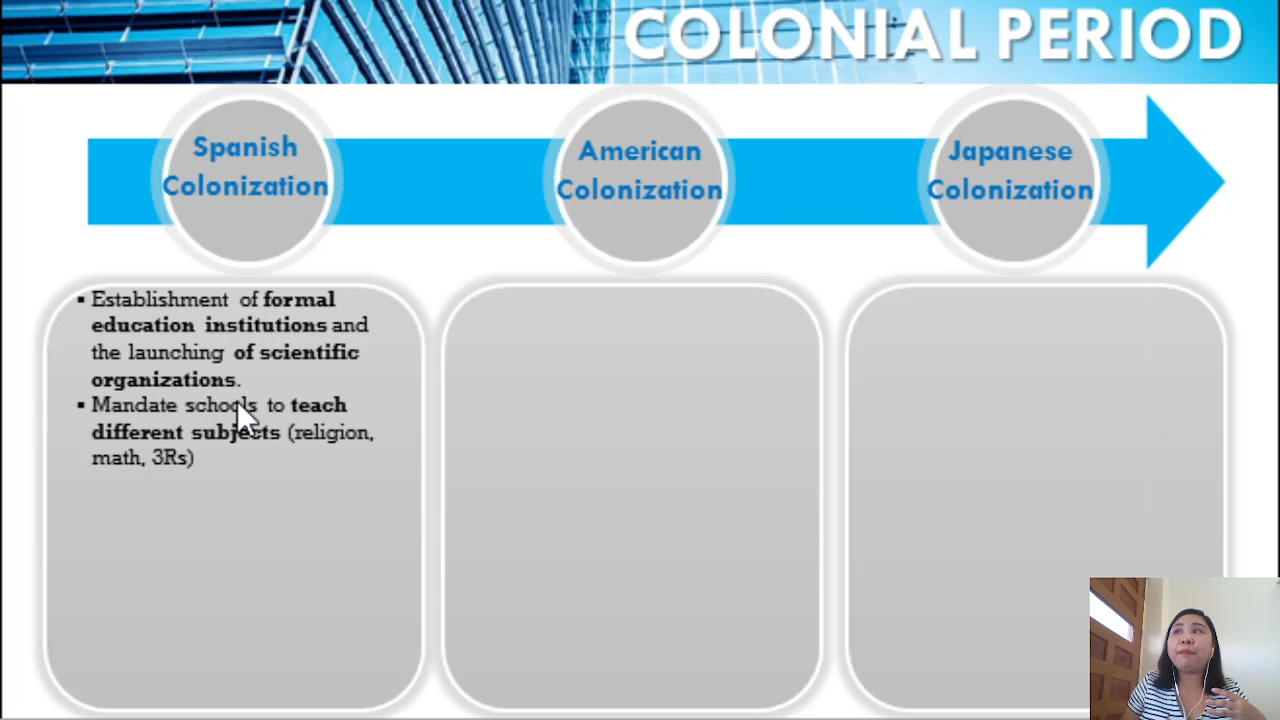 COLONIAL PERIOD
Spanish
Colonization
American
Colonization
Japanese
Colonization
▪ Establishment of formal
education institutions and
the launching of scientific
organizations.
▪ Mandate schools to teach
different subjects (religion,
math, 3Rs)